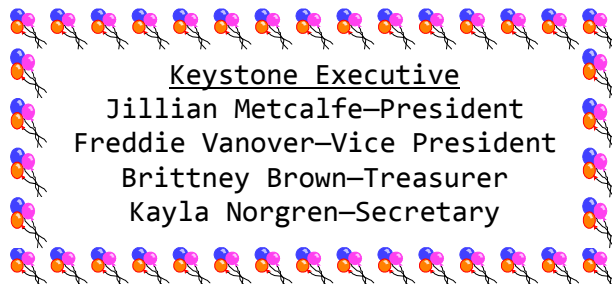 Keystone Executive
Jillian Metcalfe—President
Freddie Vanover—Vice President
Brittney Brown—Treasurer
Kayla Norgren—Secretary